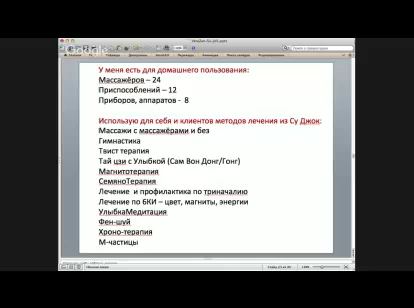 У меня есть для домашнего пользования:
Массажёров – 24
Приспособлений – 12
Приборов, аппаратов - 8
Использую для себя и клиентов методов лечения из Су Джок:
Массажи с массажёрами и без
Гимнастика
Твист терапия
Тай цзи с Улыбкой (Сам Вон Донг/Гонг)
Магнитотерапия
СемяноТерапия
Лечение и профилактика по триначалию
Лечение по 6КИ – цвет, магниты, энергии
УлыбкаМедитация
Фен-шуй
Хроно-терапия
М-частицы